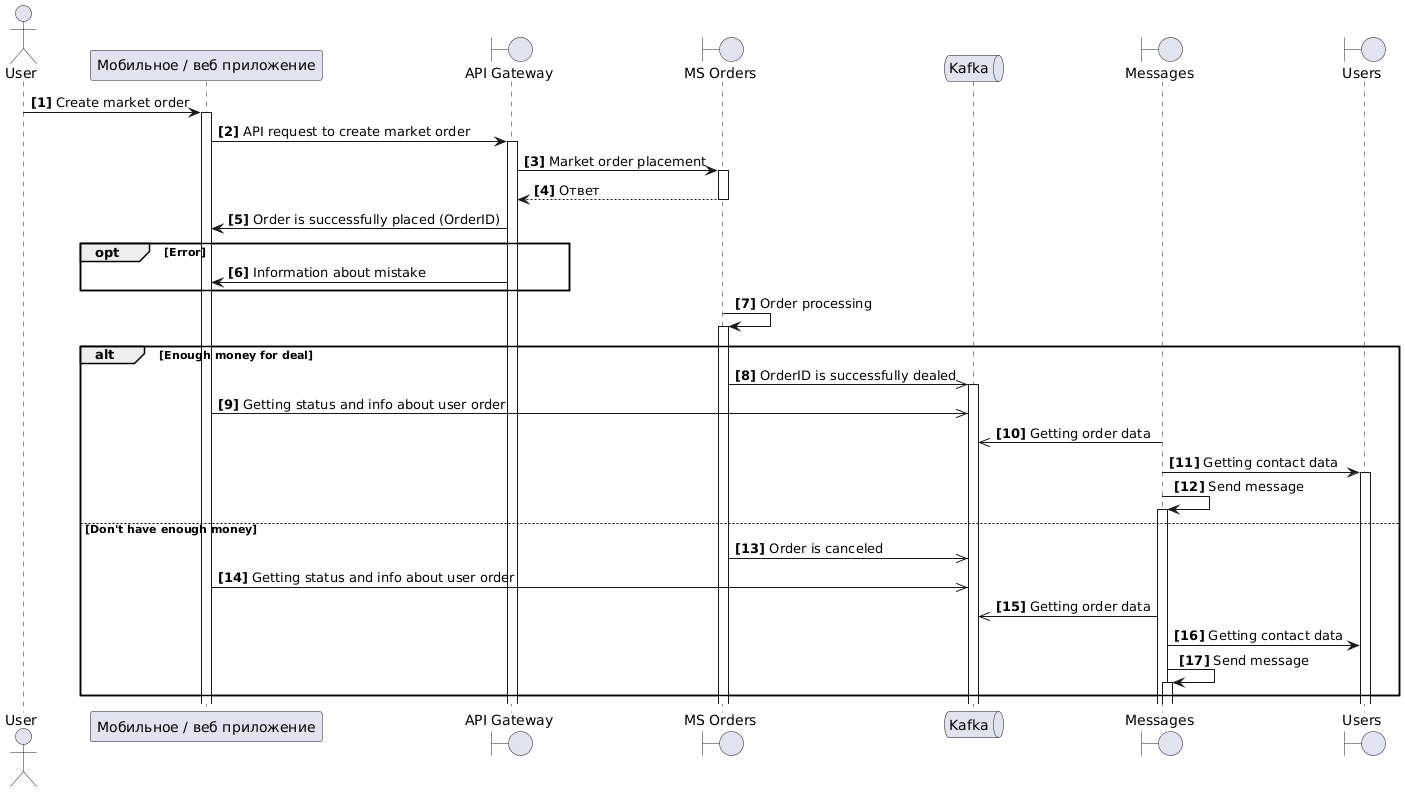 User
Мобильное / веб приложение
API Gateway
MS Orders
Kafka
Messages
Users
[1] Create market order
[2] API request to create market order
[3] Market order placement
[4] Ответ
[5] Order is successfully placed (OrderID)
opt [Error]
[6] Information about mistake
[7] Order processing
alt [Enough money for deal]
[8] OrderID is successfully dealed
[9] Getting status and info about user order
[10] Getting order data
[11] Getting contact data
[12] Send message
[Don't have enough money]
[13] Order is canceled
[14] Getting status and info about user order
[15] Getting order data
[16] Getting contact data
[17] Send message
User
Мобильное / веб приложение
API Gateway
MS Orders
Kafka
Messages
Users